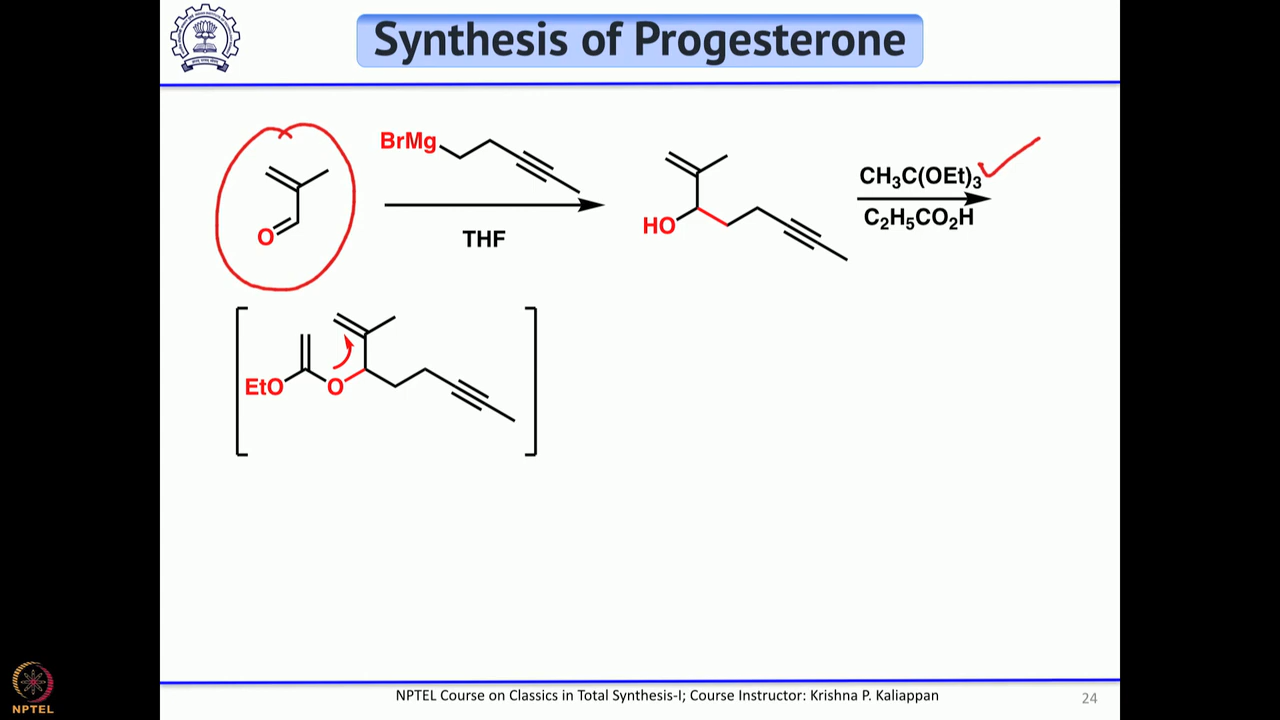 Synthesis of Progesterone
BrMg
O
THF
HO
CH₃C(OEt)₃
C₂H₅CO₂H
EtO
O
NPTEL Course on Classics in Total Synthesis-I; Course Instructor: Krishna P. Kaliappan
24
NPTEL